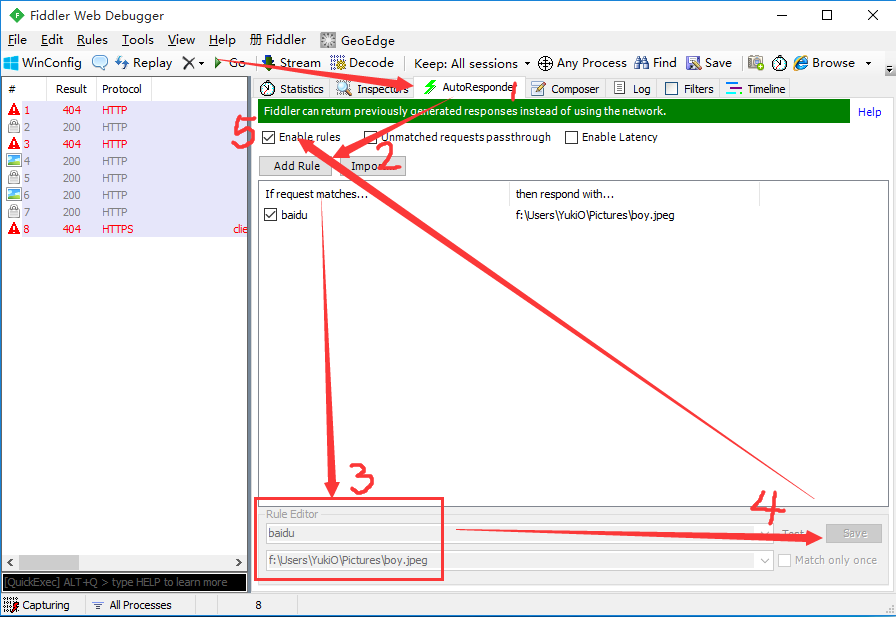 Fiddler Web Debugger
File Edit Rules Tools View Help 册 Fiddler GeoEdge
WinConfig Replay Go Stream Decode Keep: All sessions Any Process Find Save Browse
# Result Protocol
1 404 HTTP
2 200 HTTP
3 404 HTTP
4 200 HTTP
5 200 HTTP
6 200 HTTP
7 200 HTTP
8 404 HTTPS clie
[QuickExec] ALT+Q > type HELP to learn more
Statistics Inspectors AutoResponder 1 Composer Log Filters Timeline
Fiddler can return previously generated responses instead of using the network. Help
5 Enable rules Unmatched requests passthrough Enable Latency
Add Rule Import 2
If request matches... then respond with...
baidu f:\Users\YukiO\Pictures\boy.jpeg
3
4
Rule Editor
baidu Test Save
f:\Users\YukiO\Pictures\boy.jpeg Match only once
Capturing All Processes 8